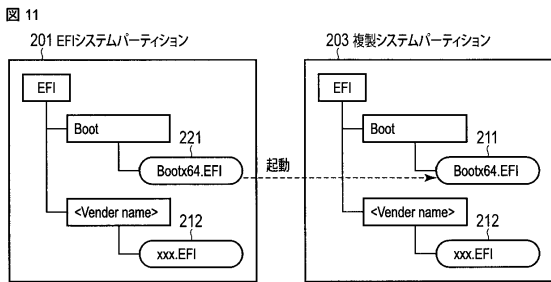 図 11
201 EFIシステムパーティション
203 複製システムパーティション
EFI
EFI
Boot
Boot
221
211
Bootx64.EFI
起動
Bootx64.EFI
<Vender name>
<Vender name>
212
212
xxx.EFI
xxx.EFI